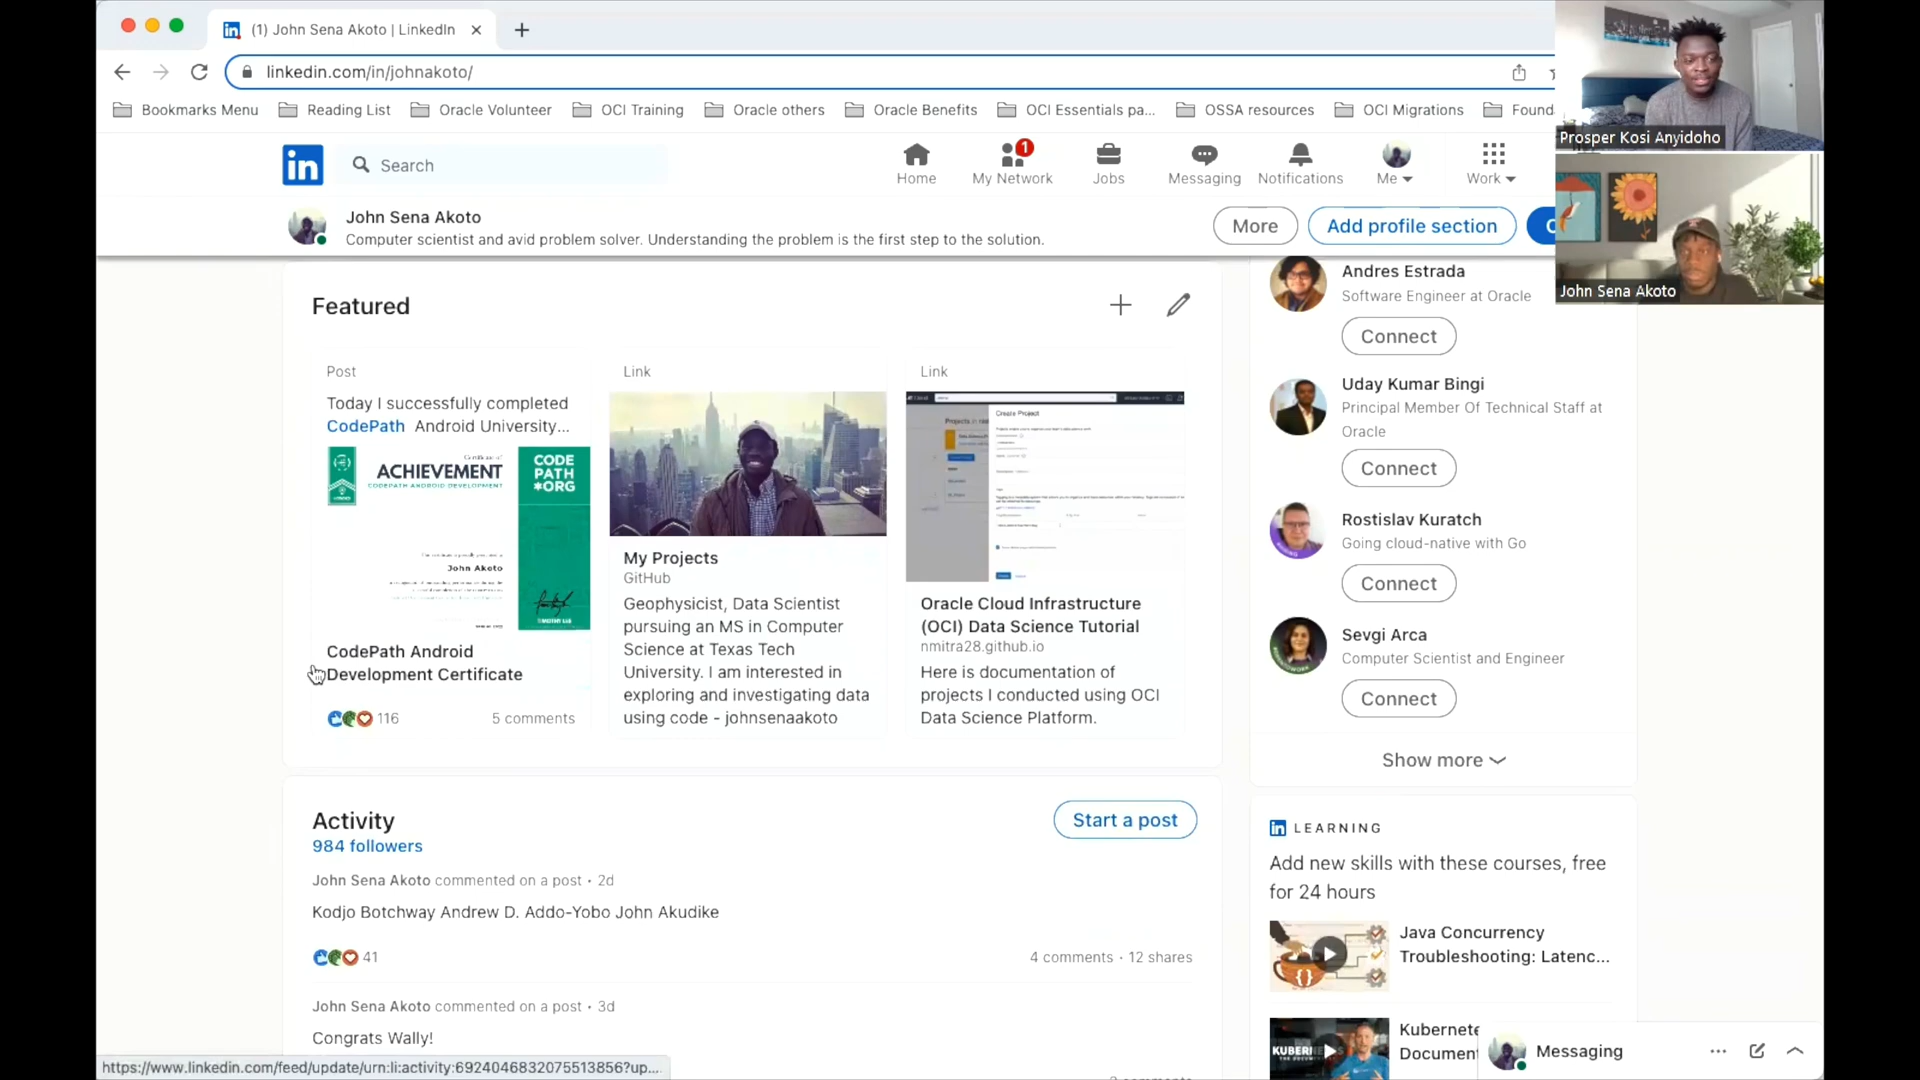 (1) John Sena Akoto | LinkedIn
linkedin.com/in/johnakoto/
Bookmarks Menu
Reading List
Oracle Volunteer
OCI Training
Oracle others
Oracle Benefits
OCI Essentials pa...
OSSA resources
OCI Migrations
Found
Prosper Kosi Anyidoho
John Sena Akoto
in
Search
Home
1
My Network
Jobs
Messaging
Notifications
Me
Work
John Sena Akoto
Computer scientist and avid problem solver. Understanding the problem is the first step to the solution.
More
Add profile section
Featured
Post
Today I successfully completed
CodePath Android University...
Certificate of
ACHIEVEMENT
CODEPATH ANDROID DEVELOPMENT
CODE
PATH
*ORG
John Akoto
CodePath Android
Development Certificate
116
5 comments
Link
My Projects
GitHub
Geophysicist, Data Scientist
pursuing an MS in Computer
Science at Texas Tech
University. I am interested in
exploring and investigating data
using code - johnsenaakoto
Link
Create Project
Oracle Cloud Infrastructure
(OCI) Data Science Tutorial
nmitra28.github.io
Here is documentation of
projects I conducted using OCI
Data Science Platform.
Andres Estrada
Software Engineer at Oracle
Connect
Uday Kumar Bingi
Principal Member Of Technical Staff at
Oracle
Connect
Rostislav Kuratch
Going cloud-native with Go
Connect
Sevgi Arca
Computer Scientist and Engineer
Connect
Show more
Activity
984 followers
Start a post
John Sena Akoto commented on a post • 2d
Kodjo Botchway Andrew D. Addo-Yobo John Akudike
41
4 comments • 12 shares
John Sena Akoto commented on a post • 3d
Congrats Wally!
in LEARNING
Add new skills with these courses, free
for 24 hours
Java Concurrency
Troubleshooting: Latenc...
Messaging
https://www.linkedin.com/feed/update/urn:li:activity:6924046832075513856?up...